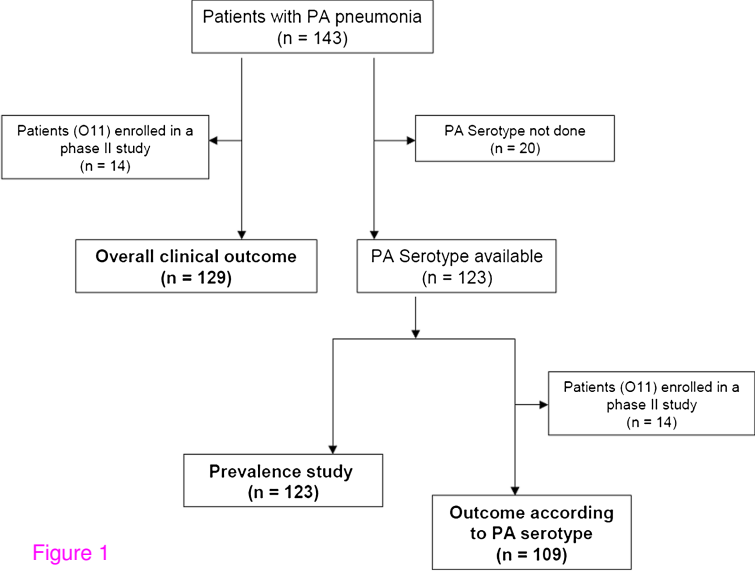 Patients with PA pneumonia
(n = 143)
Patients (O11) enrolled in a
phase II study
(n = 14)
PA Serotype not done
(n = 20)
Overall clinical outcome
(n = 129)
PA Serotype available
(n = 123)
Patients (O11) enrolled in a
phase II study
(n = 14)
Prevalence study
(n = 123)
Outcome according
to PA serotype
(n = 109)
Figure 1